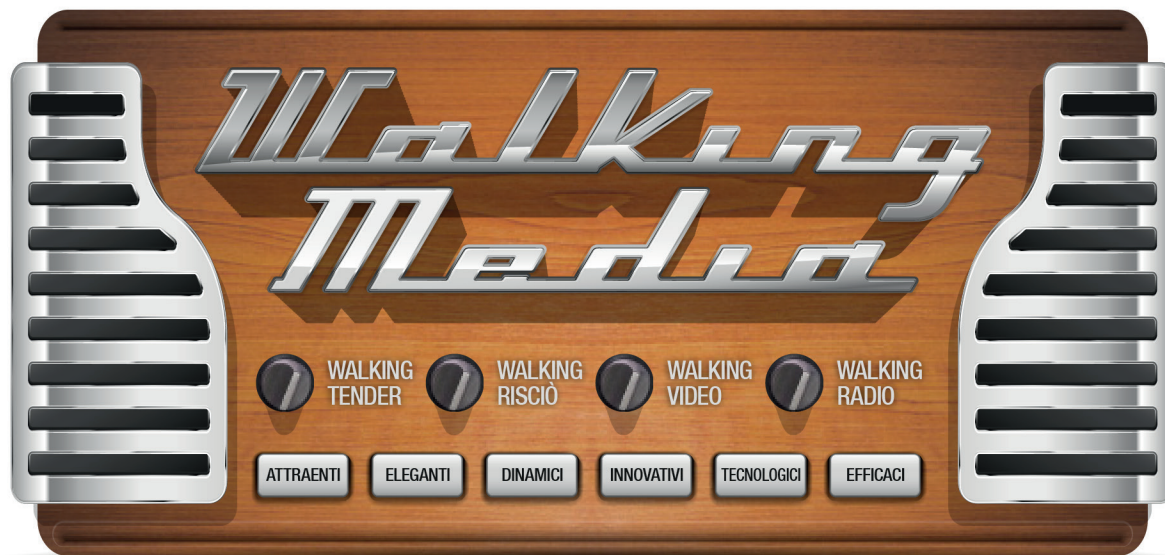 Walking
Media
WALKING
TENDER
WALKING
RISCIÒ
WALKING
VIDEO
WALKING
RADIO
ATTRAENTI
ELEGANTI
DINAMICI
INNOVATIVI
TECNOLOGICI
EFFICACI